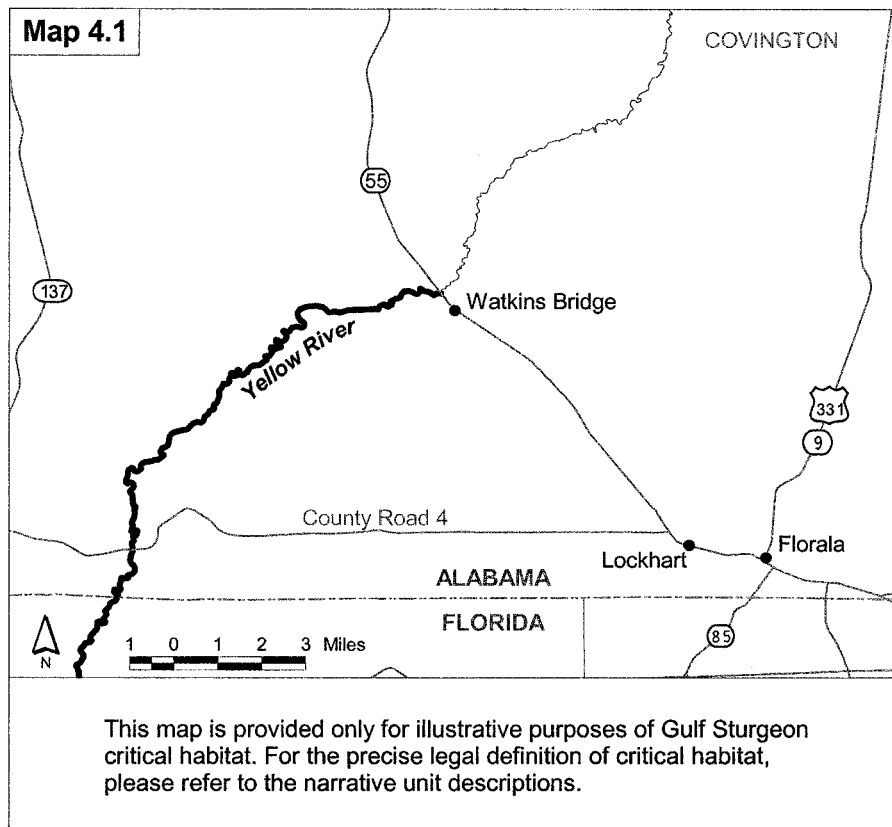 Map 4.1
COVINGTON
55
137
Watkins Bridge
Yellow River
331
9
County Road 4
Lockhart
Florala
ALABAMA
FLORIDA
85
N
1 0 1 2 3 Miles
This map is provided only for illustrative purposes of Gulf Sturgeon
critical habitat. For the precise legal definition of critical habitat,
please refer to the narrative unit descriptions.